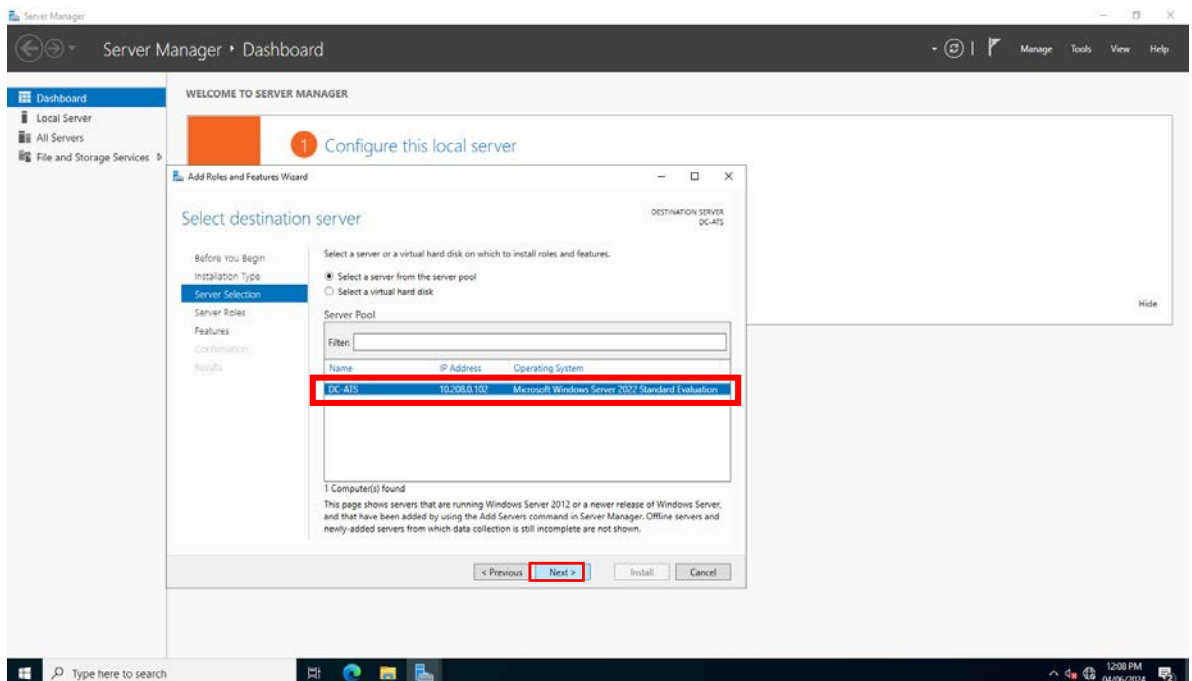 Server Manager
Server Manager • Dashboard
Manage Tools View Help
Dashboard
Local Server
All Servers
File and Storage Services
WELCOME TO SERVER MANAGER
1 Configure this local server
Add Roles and Features Wizard
Select destination server
DESTINATION SERVER
DC-ATS
Before You Begin
Installation Type
Server Selection
Server Roles
Features
Confirmation
Results
Select a server or a virtual hard disk on which to install roles and features.
Select a server from the server pool
Select a virtual hard disk
Server Pool
Filter:
Name IP Address Operating System
DC-ATS 10.208.0.102 Microsoft Windows Server 2022 Standard Evaluation
1 Computer(s) found
This page shows servers that are running Windows Server 2012 or a newer release of Windows Server,
and that have been added by using the Add Servers command in Server Manager. Offline servers and
newly-added servers from which data collection is still incomplete are not shown.
< Previous Next > Install Cancel
Hide
Type here to search
12:08 PM
04/06/2024